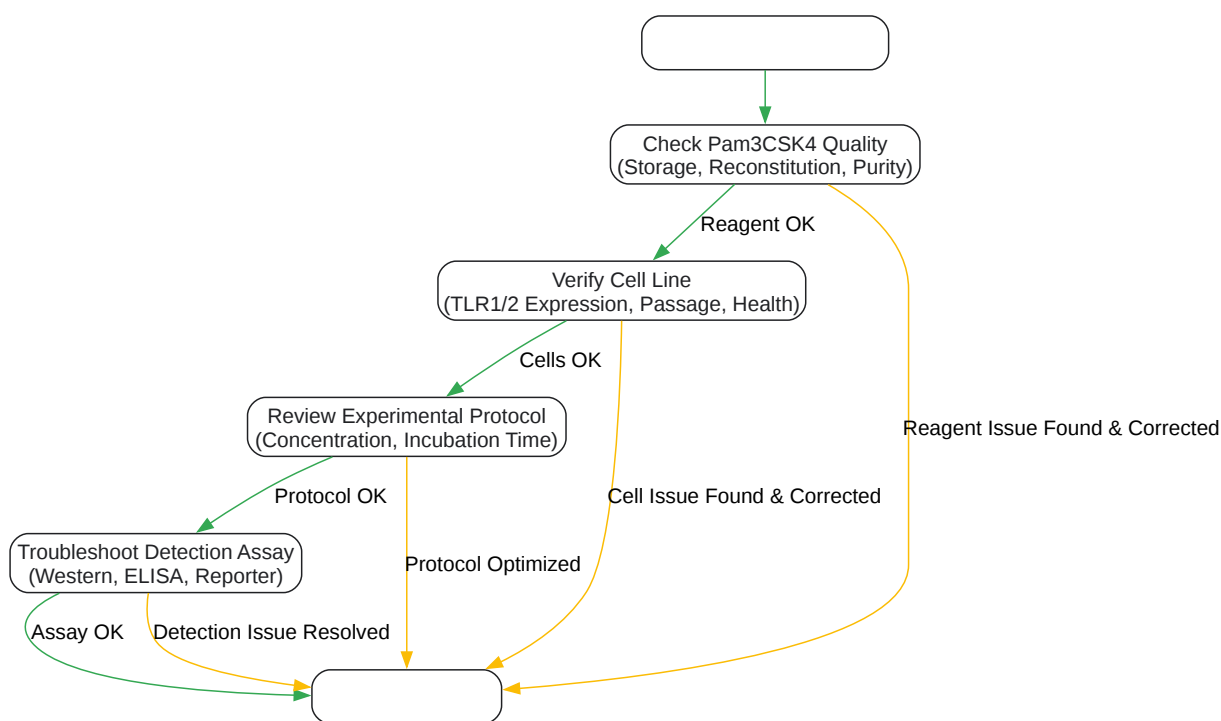 Check Pam3CSK4 Quality
(Storage, Reconstitution, Purity)
Reagent OK
Verify Cell Line
(TLR1/2 Expression, Passage, Health)
Cells OK
Review Experimental Protocol
(Concentration, Incubation Time)
Reagent Issue Found & Corrected
Protocol OK
Cell Issue Found & Corrected
Troubleshoot Detection Assay
(Western, ELISA, Reporter)
Protocol Optimized
Assay OK
Detection Issue Resolved